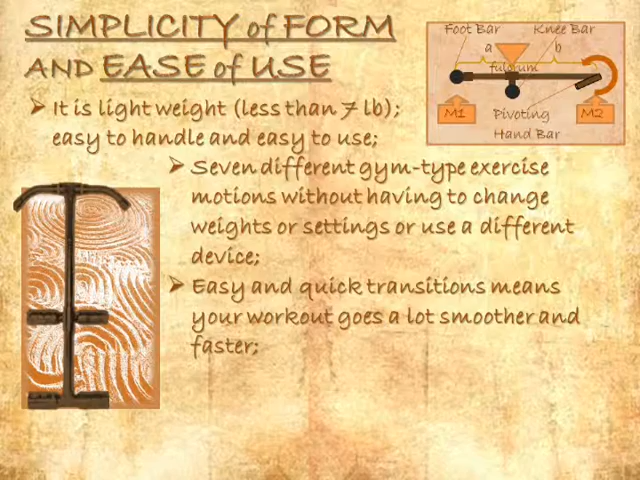 SIMPLICITY of FORM
AND EASE of USE
Foot Bar
Knee Bar
a
b
fulcrum
M1
Pivoting
Hand Bar
M2
➢ It is light weight (less than 7 lb);
easy to handle and easy to use;
➢ Seven different gym-type exercise
motions without having to change
weights or settings or use a different
device;
➢ Easy and quick transitions means
your workout goes a lot smoother and
faster;